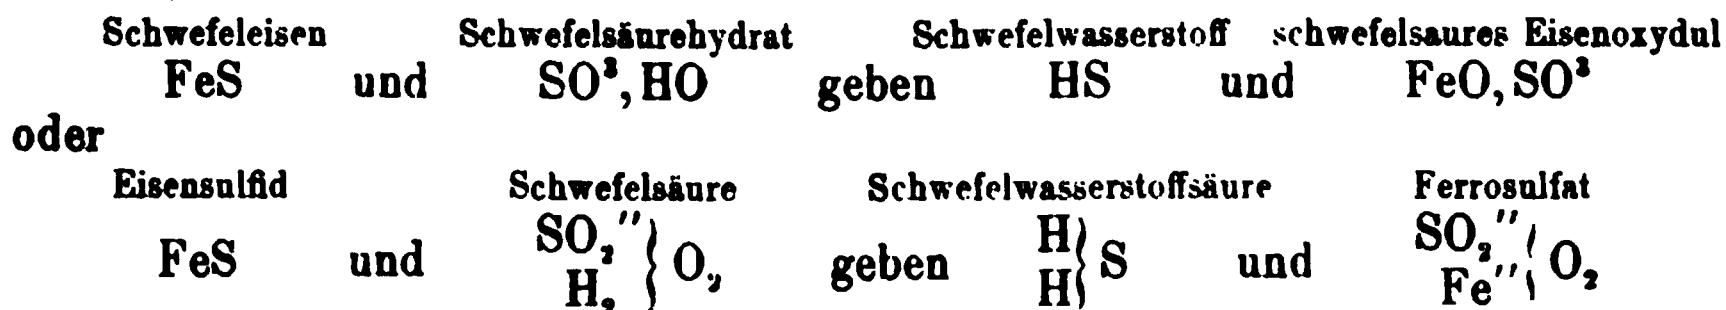 Schwefeleisen Schwefelsäurehydrat Schwefelwasserstoff schwefelsaures Eisenoxydul
FeS und SO³, HO geben HS und FeO, SO³
oder
Eisensulfid Schwefelsäure Schwefelwasserstoffsäure Ferrosulfat
SO₂″ H SO₂″
FeS und } O₂ geben } S und } O₂
H₂ H Fe″